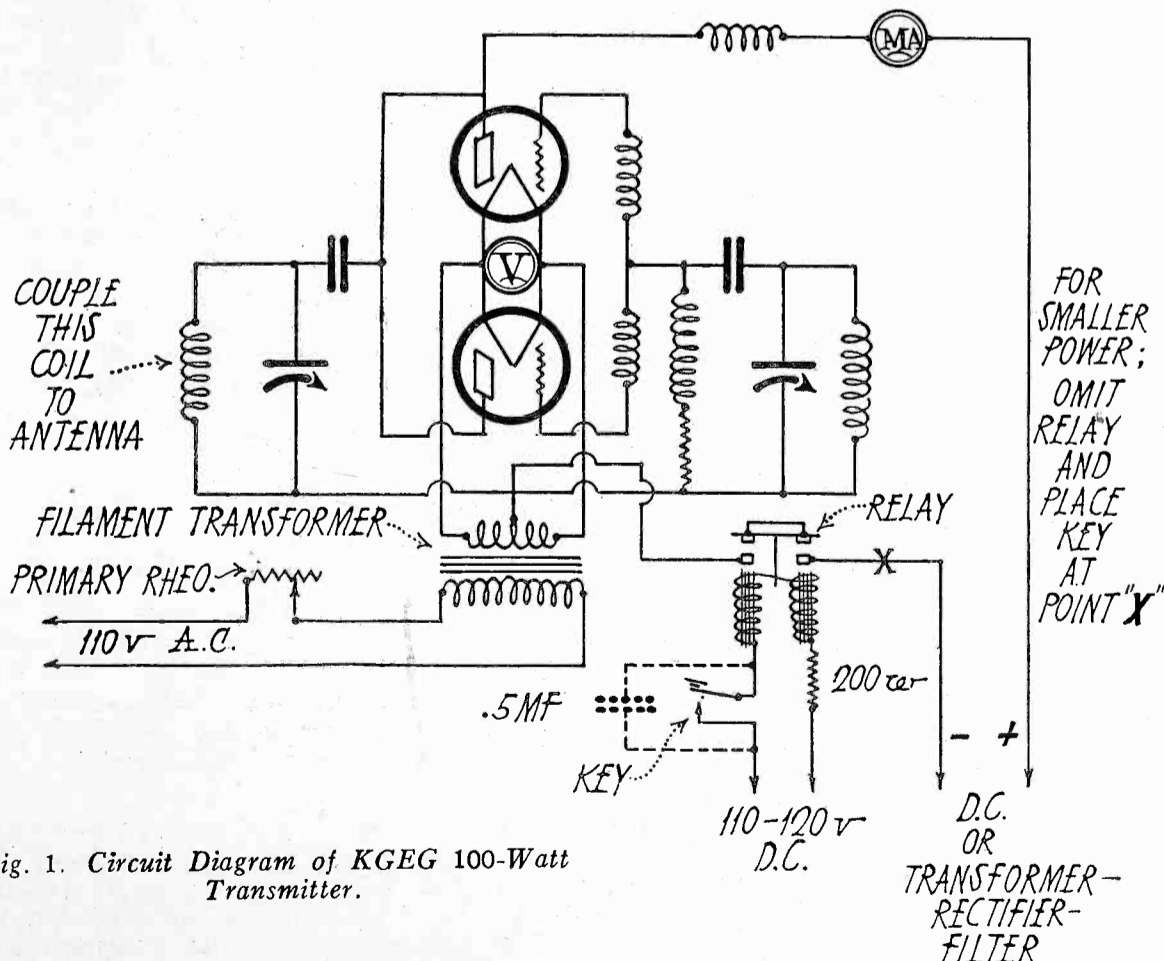 MA
COUPLE
THIS
COIL
TO
ANTENNA
V
FOR
SMALLER
POWER;
OMIT
RELAY
AND
PLACE
KEY
AT
POINT "X"
FILAMENT TRANSFORMER
PRIMARY RHEO.
110 v A.C.
RELAY
X
.5MF
KEY
200
110-120 v
D.C.
- +
D.C.
OR
TRANSFORMER-
RECTIFIER-
FILTER
ig. 1. Circuit Diagram of KGEG 100-Watt
Transmitter.